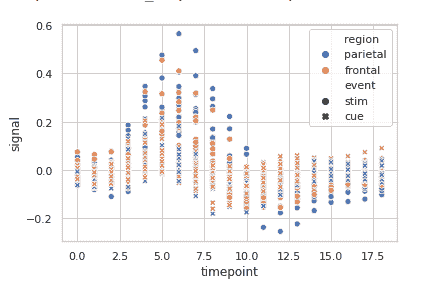 0.6
0.4
0.2
0.0
−0.2
signal
region
parietal
frontal
event
stim
cue
0.0 2.5 5.0 7.5 10.0 12.5 15.0 17.5
timepoint